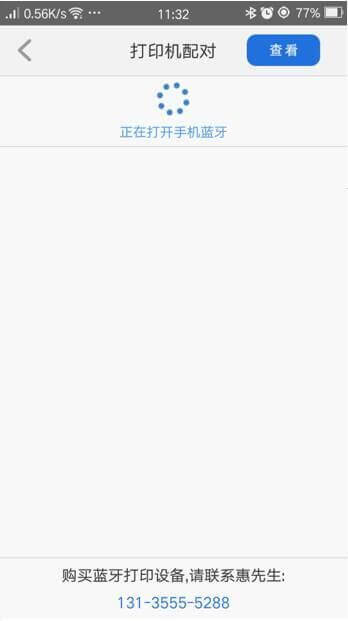 0.56K/s ... 11:32 77%
打印机配对 查看
正在打开手机蓝牙
购买蓝牙打印设备,请联系惠先生:
131-3555-5288